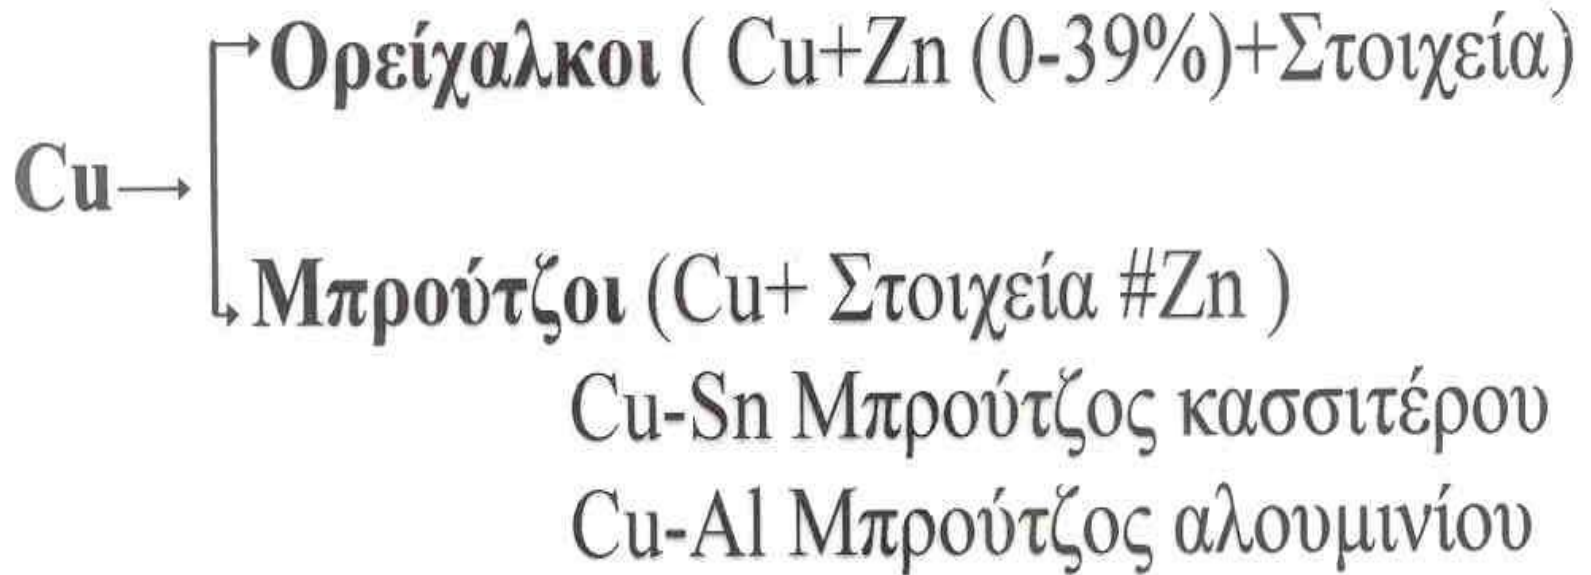 Ορείχαλκοι ( Cu+Zn (0-39%)+Στοιχεία)
Cu
Μπρούτζοι (Cu+ Στοιχεία #Zn )
Cu-Sn Μπρούτζος κασσιτέρου
Cu-Al Μπρούτζος αλουμινίου